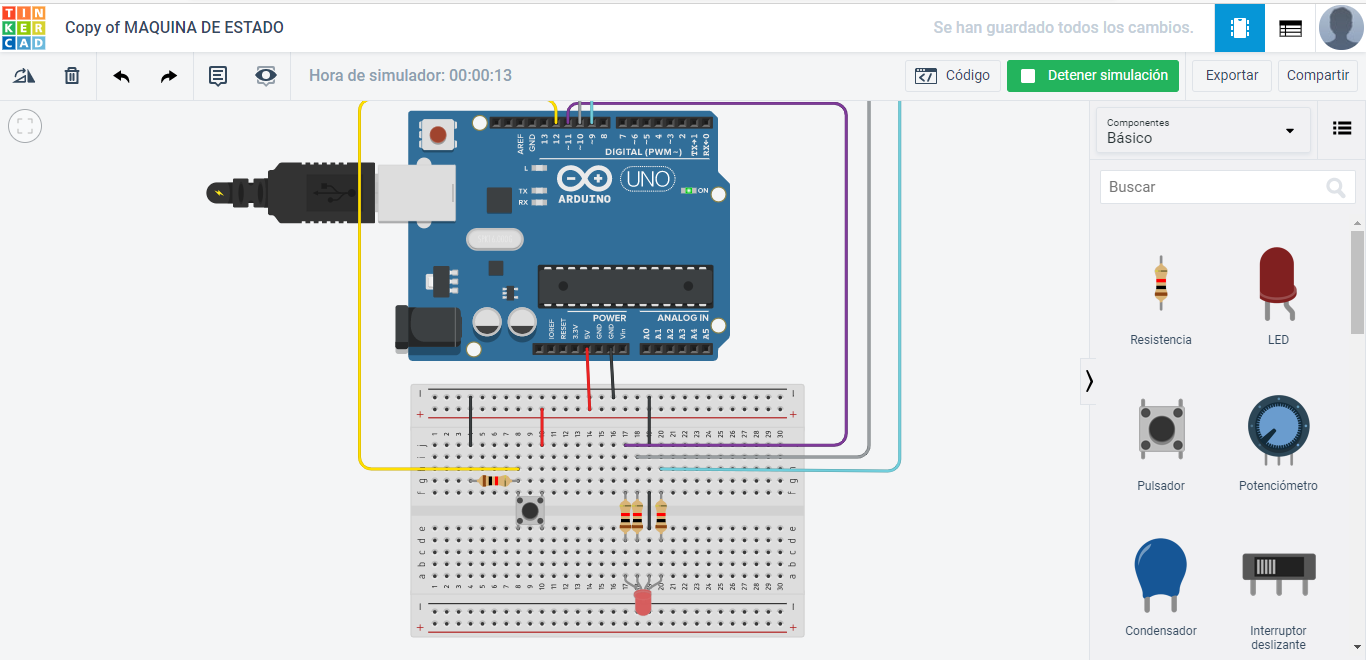 TIN
KER
CAD
Copy of MAQUINA DE ESTADO
Se han guardado todos los cambios.
Hora de simulador: 00:00:13
Código
Detener simulación
Exportar
Compartir
Componentes
Básico
Buscar
Resistencia
LED
Pulsador
Potenciómetro
Condensador
Interruptor
deslizante
AREF
GND
13
12
~11
~10
~9
8
7
~6
~5
4
~3
2
TX→1
RX←0
DIGITAL (PWM~)
L
TX
RX
ARDUINO
UNO
ON
POWER
ANALOG IN
IOREF
RESET
3.3V
5V
GND
GND
Vin
A0
A1
A2
A3
A4
A5